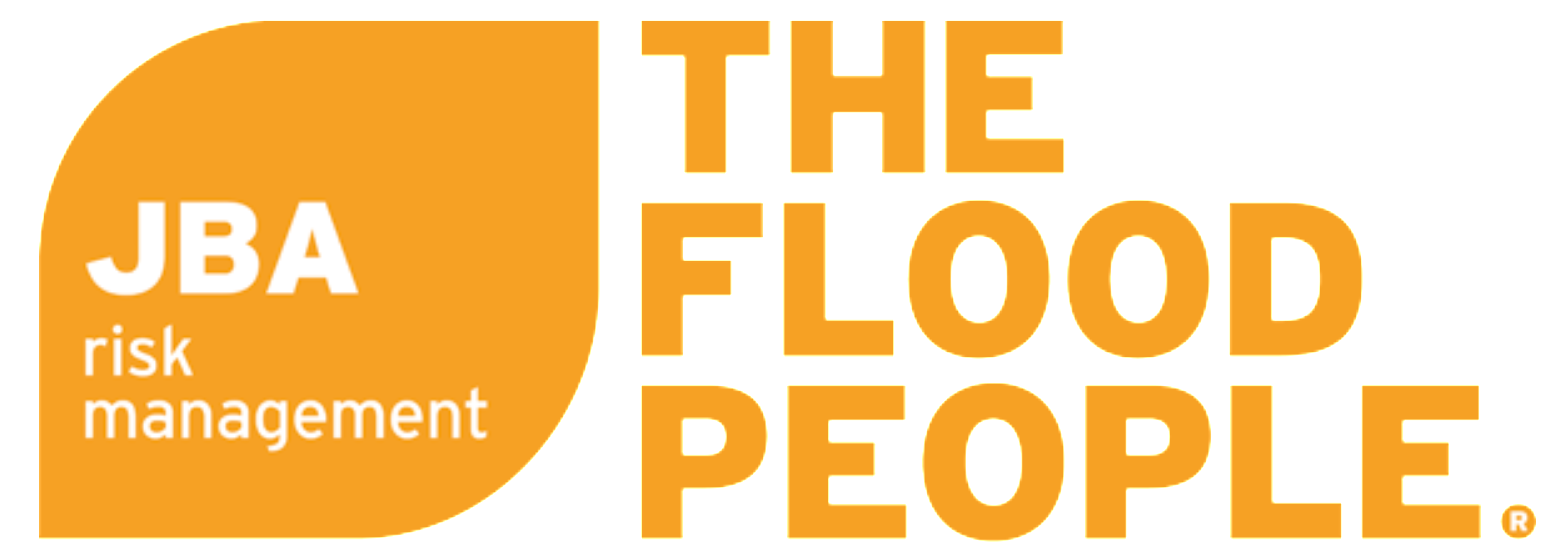 JBA
risk
management
THE
FLOOD
PEOPLE.®